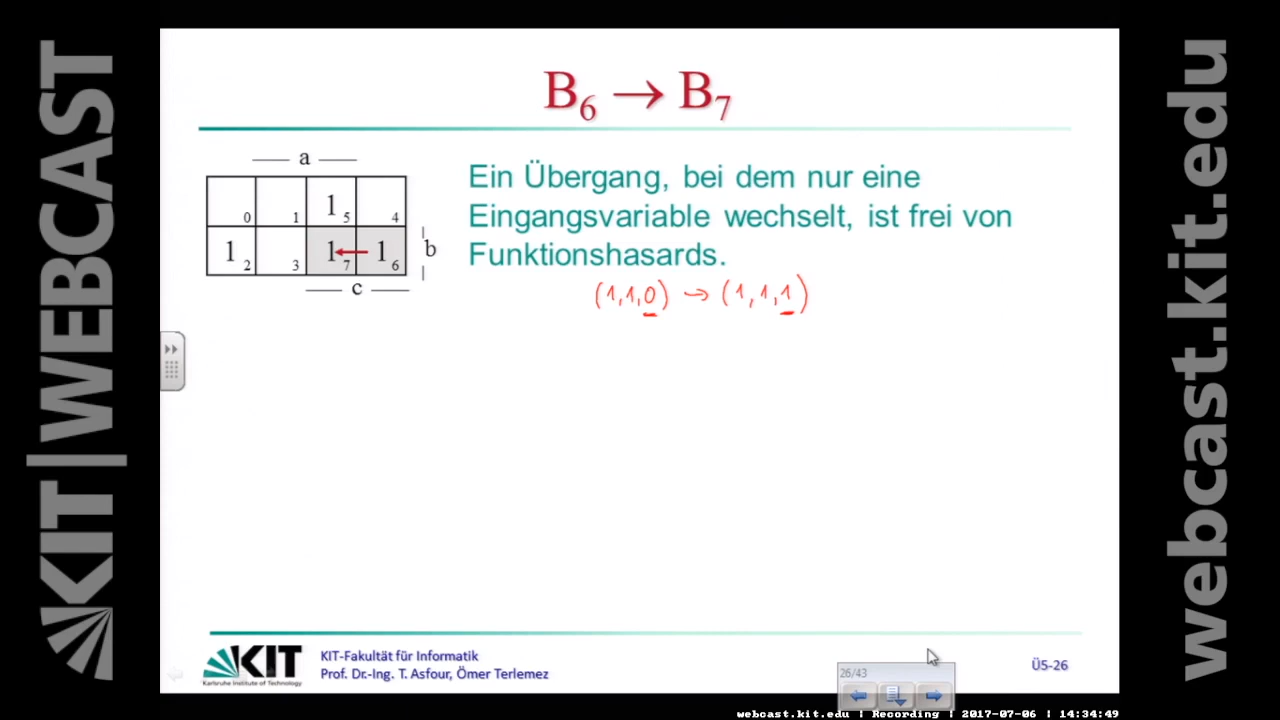 KIT|WEBCAST
B6 → B7
a
1 5
0 1 4
1 2 3 1 7 1 6
b
c
Ein Übergang, bei dem nur eine
Eingangsvariable wechselt, ist frei von
Funktionshasards.
(1,1,0) → (1,1,1)
KIT
Karlsruhe Institute of Technology
KIT-Fakultät für Informatik
Prof. Dr.-Ing. T. Asfour, Ömer Terlemez
26/43
Ü5-26
webcast.kit.edu
webcast.kit.edu | Recording | 2017-07-06 | 14:34:49